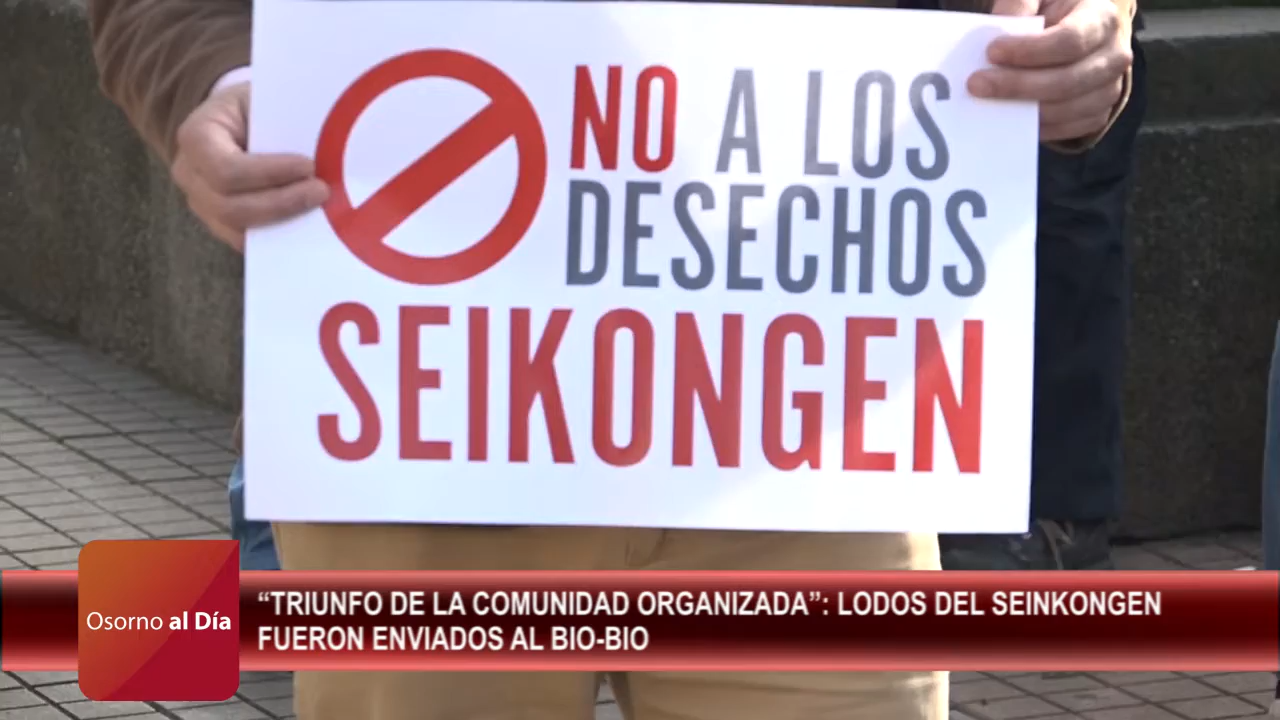 NO A LOS
DESECHOS
SEIKONGEN
Osorno al Día
“TRIUNFO DE LA COMUNIDAD ORGANIZADA”: LODOS DEL SEINKONGEN
FUERON ENVIADOS AL BIO-BIO